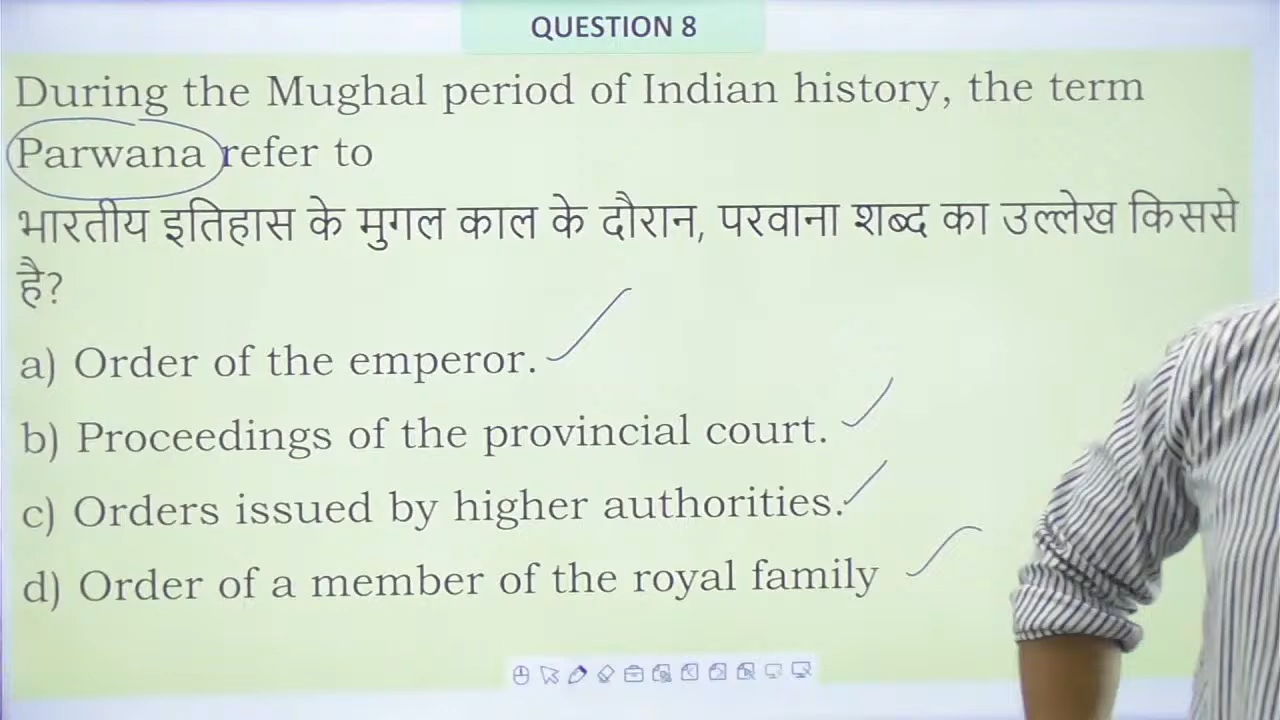 QUESTION 8
During the Mughal period of Indian history, the term
Parwana refer to
भारतीय इतिहास के मुगल काल के दौरान, परवाना शब्द का उल्लेख किससे
है?
a) Order of the emperor.
b) Proceedings of the provincial court.
c) Orders issued by higher authorities.
d) Order of a member of the royal family